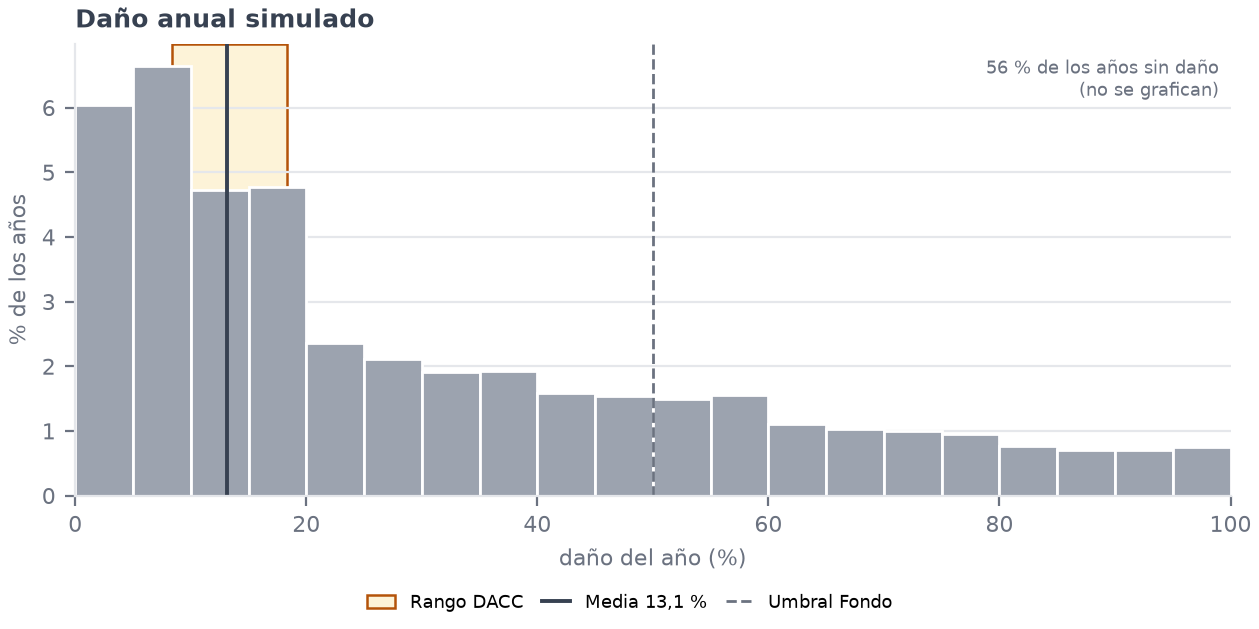 Daño anual simulado
56 % de los años sin daño
(no se grafican)
% de los años
6
5
4
3
2
1
0
0 20 40 60 80 100
daño del año (%)
Rango DACC Media 13,1 % Umbral Fondo